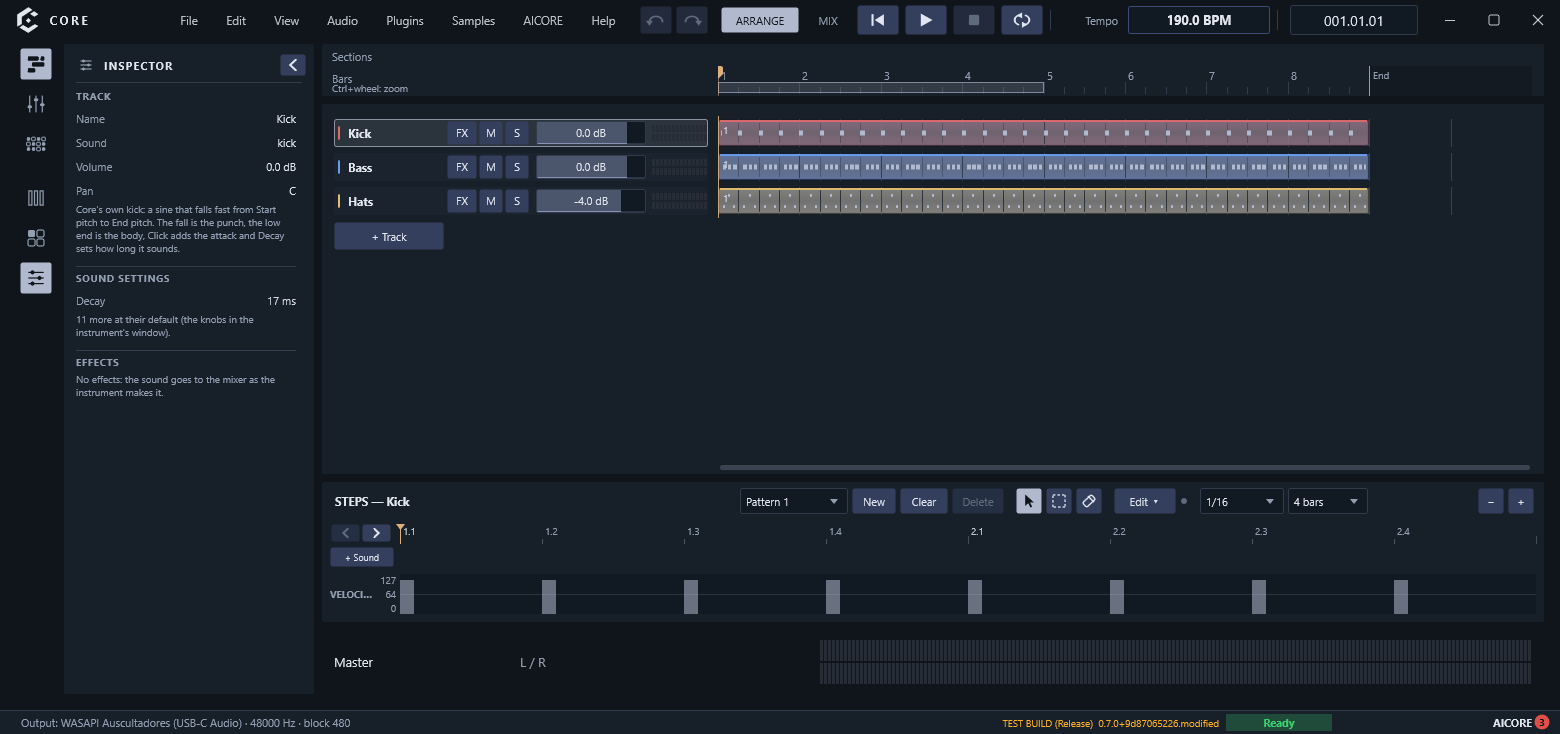 CORE File Edit View Audio Plugins Samples AICORE Help ARRANGE MIX Tempo 190.0 BPM 001.01.01
INSPECTOR
TRACK
Name Kick
Sound kick
Volume 0.0 dB
Pan C
Core's own kick: a sine that falls fast from Start
pitch to End pitch. The fall is the punch, the low
end is the body, Click adds the attack and Decay
sets how long it sounds.
SOUND SETTINGS
Decay 17 ms
11 more at their default (the knobs in the
instrument's window).
EFFECTS
No effects: the sound goes to the mixer as the
instrument makes it.
Sections
Bars
Ctrl+wheel: zoom
1 2 3 4 5 6 7 8 End
Kick FX M S 0.0 dB 1
Bass FX M S 0.0 dB 1
Hats FX M S -4.0 dB 1
+ Track
STEPS — Kick Pattern 1 New Clear Delete Edit 1/16 4 bars − +
1.1 1.2 1.3 1.4 2.1 2.2 2.3 2.4
+ Sound
127
VELOCI... 64
0
Master L / R
Output: WASAPI Auscultadores (USB-C Audio) · 48000 Hz · block 480 TEST BUILD (Release) 0.7.0+9d87065226.modified Ready AICORE 3